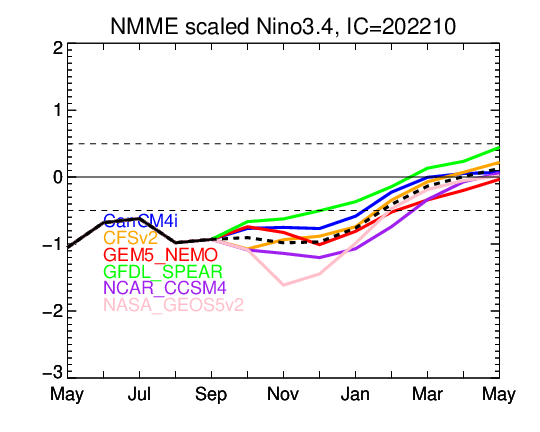 NMME scaled Nino3.4, IC=202210
2
1
0
−1
−2
−3
CanCM4i
CFSv2
GEM5_NEMO
GFDL_SPEAR
NCAR_CCSM4
NASA_GEOS5v2
May Jul Sep Nov Jan Mar May